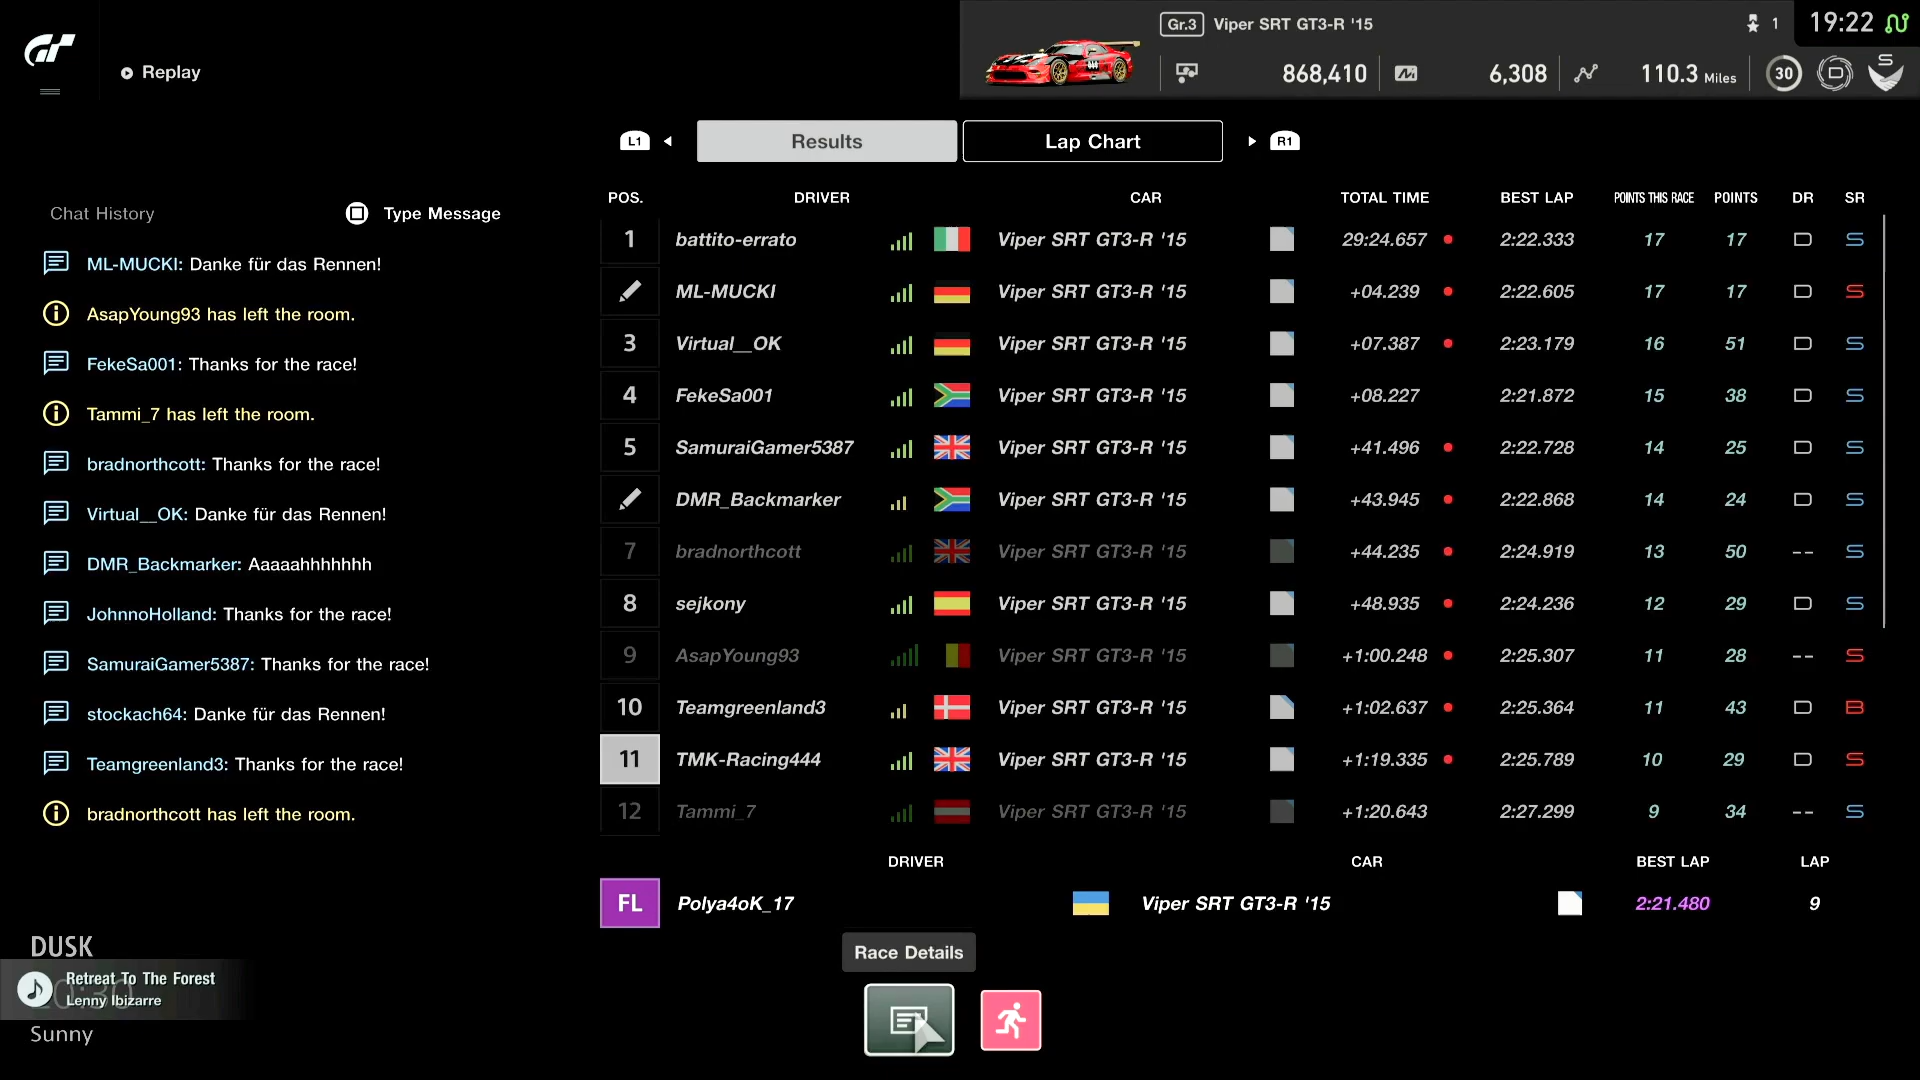 Replay
Gr.3 Viper SRT GT3-R '15
1
19:22
868,410
6,308
110.3 Miles
30
D
S
L1
Results
Lap Chart
R1
Chat History
Type Message
ML-MUCKI: Danke für das Rennen!
AsapYoung93 has left the room.
FekeSa001: Thanks for the race!
Tammi_7 has left the room.
bradnorthcott: Thanks for the race!
Virtual__OK: Danke für das Rennen!
DMR_Backmarker: Aaaaahhhhhhh
JohnnoHolland: Thanks for the race!
SamuraiGamer5387: Thanks for the race!
stockach64: Danke für das Rennen!
Teamgreenland3: Thanks for the race!
bradnorthcott has left the room.
POS. DRIVER CAR TOTAL TIME BEST LAP POINTS THIS RACE POINTS DR SR
1 battito-errato Viper SRT GT3-R '15 29:24.657 2:22.333 17 17 D S
ML-MUCKI Viper SRT GT3-R '15 +04.239 2:22.605 17 17 D S
3 Virtual__OK Viper SRT GT3-R '15 +07.387 2:23.179 16 51 D S
4 FekeSa001 Viper SRT GT3-R '15 +08.227 2:21.872 15 38 D S
5 SamuraiGamer5387 Viper SRT GT3-R '15 +41.496 2:22.728 14 25 D S
DMR_Backmarker Viper SRT GT3-R '15 +43.945 2:22.868 14 24 D S
7 bradnorthcott Viper SRT GT3-R '15 +44.235 2:24.919 13 50 -- S
8 sejkony Viper SRT GT3-R '15 +48.935 2:24.236 12 29 D S
9 AsapYoung93 Viper SRT GT3-R '15 +1:00.248 2:25.307 11 28 -- S
10 Teamgreenland3 Viper SRT GT3-R '15 +1:02.637 2:25.364 11 43 D B
11 TMK-Racing444 Viper SRT GT3-R '15 +1:19.335 2:25.789 10 29 D S
12 Tammi_7 Viper SRT GT3-R '15 +1:20.643 2:27.299 9 34 -- S
DRIVER CAR BEST LAP LAP
FL Polya4oK_17 Viper SRT GT3-R '15 2:21.480 9
Race Details
DUSK
20:30
Retreat To The Forest
Lenny Ibizarre
Sunny